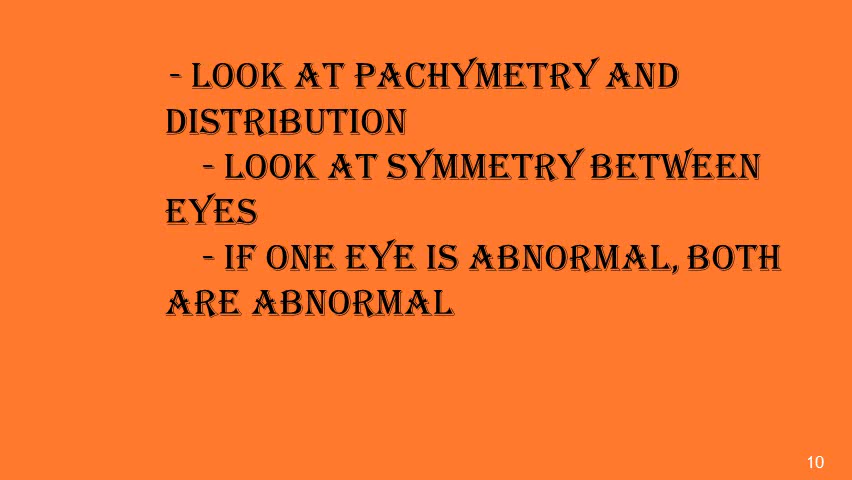 - LOOK AT PACHYMETRY AND
DISTRIBUTION
- LOOK AT SYMMETRY BETWEEN
EYES
- IF ONE EYE IS ABNORMAL, BOTH
ARE ABNORMAL
10